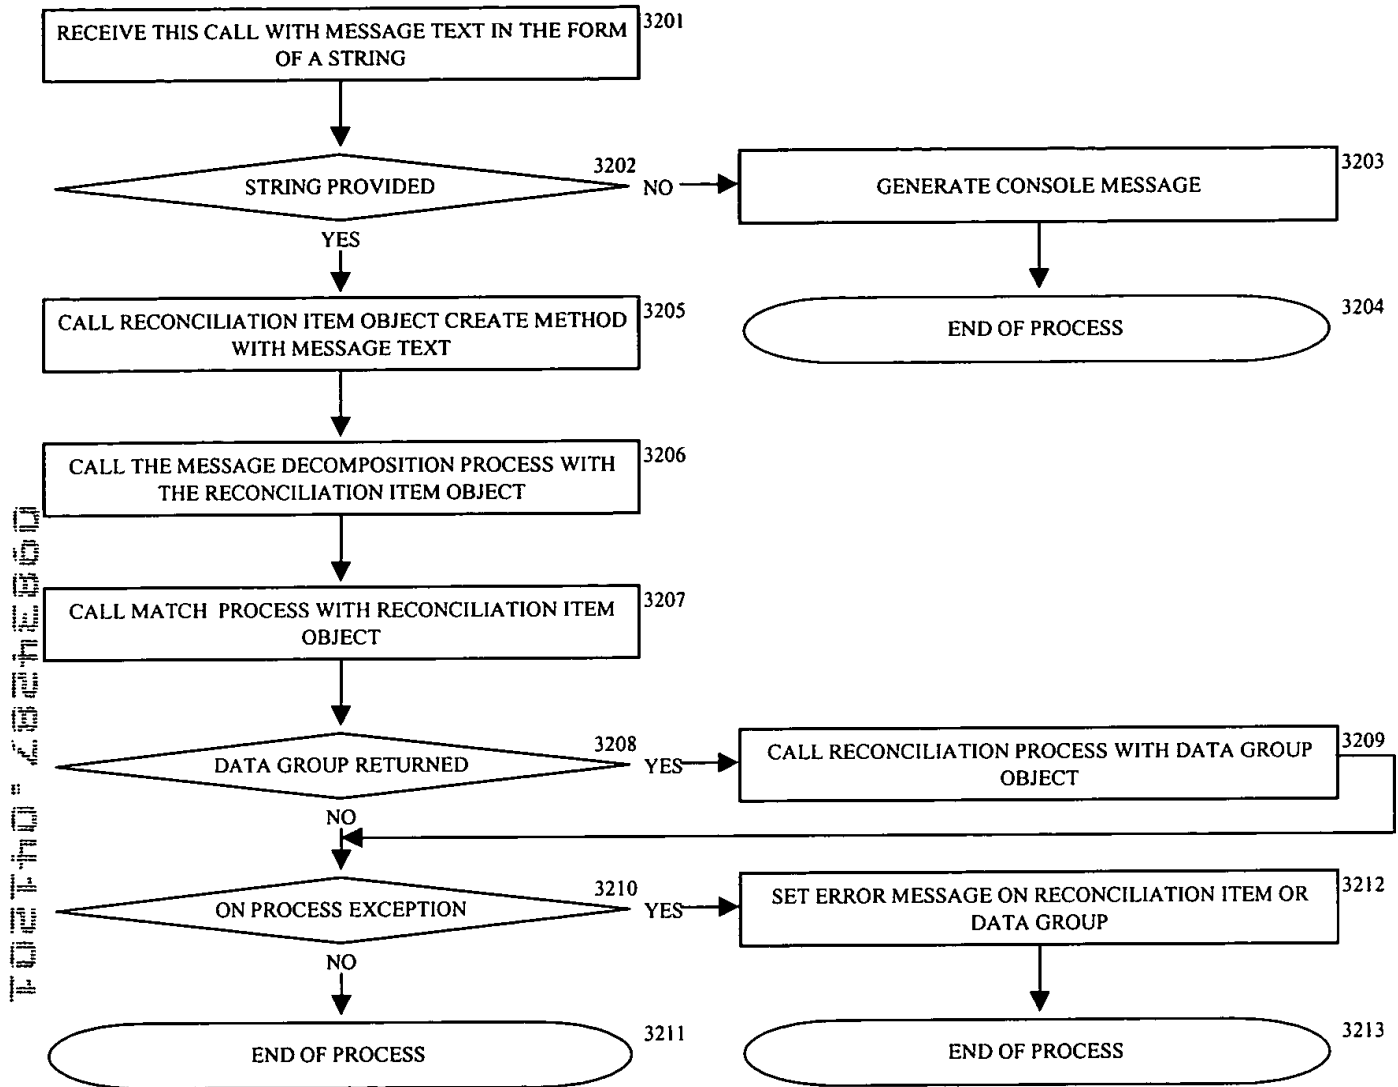 RECEIVE THIS CALL WITH MESSAGE TEXT IN THE FORM
OF A STRING
3201
STRING PROVIDED
3202
NO
GENERATE CONSOLE MESSAGE
3203
YES
END OF PROCESS
3204
CALL RECONCILIATION ITEM OBJECT CREATE METHOD
WITH MESSAGE TEXT
3205
CALL THE MESSAGE DECOMPOSITION PROCESS WITH
THE RECONCILIATION ITEM OBJECT
3206
CALL MATCH PROCESS WITH RECONCILIATION ITEM
OBJECT
3207
DATA GROUP RETURNED
3208
YES
CALL RECONCILIATION PROCESS WITH DATA GROUP
OBJECT
3209
NO
ON PROCESS EXCEPTION
3210
YES
SET ERROR MESSAGE ON RECONCILIATION ITEM OR
DATA GROUP
3212
NO
END OF PROCESS
3211
END OF PROCESS
3213